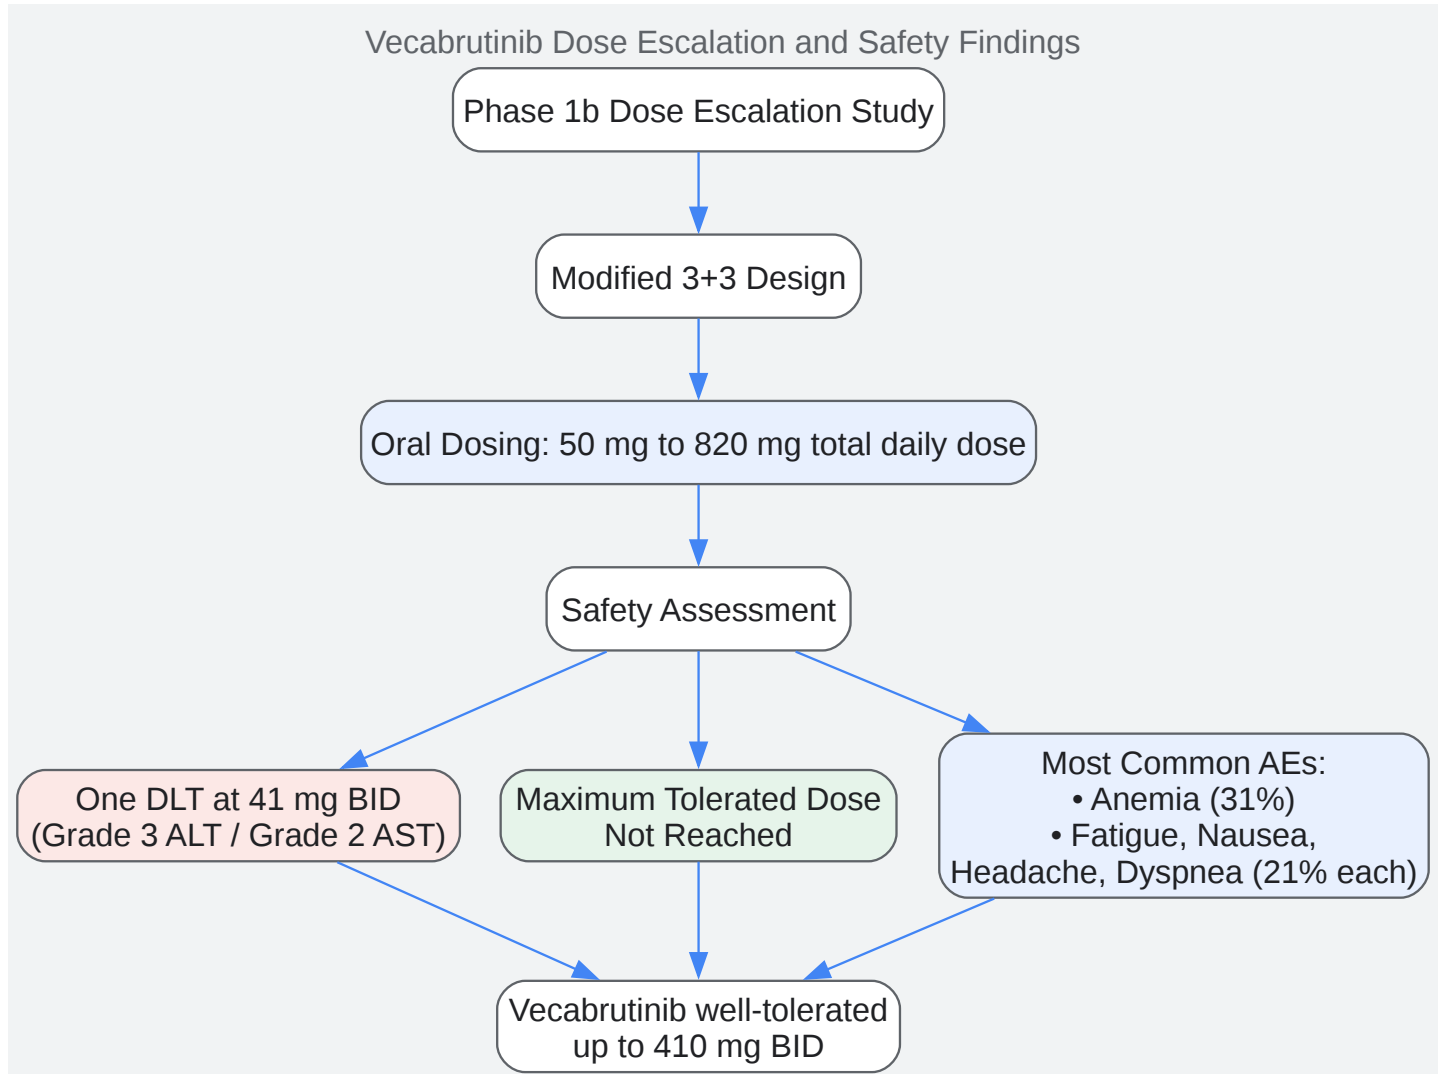 Vecabrutinib Dose Escalation and Safety Findings
Phase 1b Dose Escalation Study
Modified 3+3 Design
Oral Dosing: 50 mg to 820 mg total daily dose
Safety Assessment
One DLT at 41 mg BID
(Grade 3 ALT / Grade 2 AST)
Maximum Tolerated Dose
Not Reached
Most Common AEs:
• Anemia (31%)
• Fatigue, Nausea,
Headache, Dyspnea (21% each)
Vecabrutinib well-tolerated
up to 410 mg BID